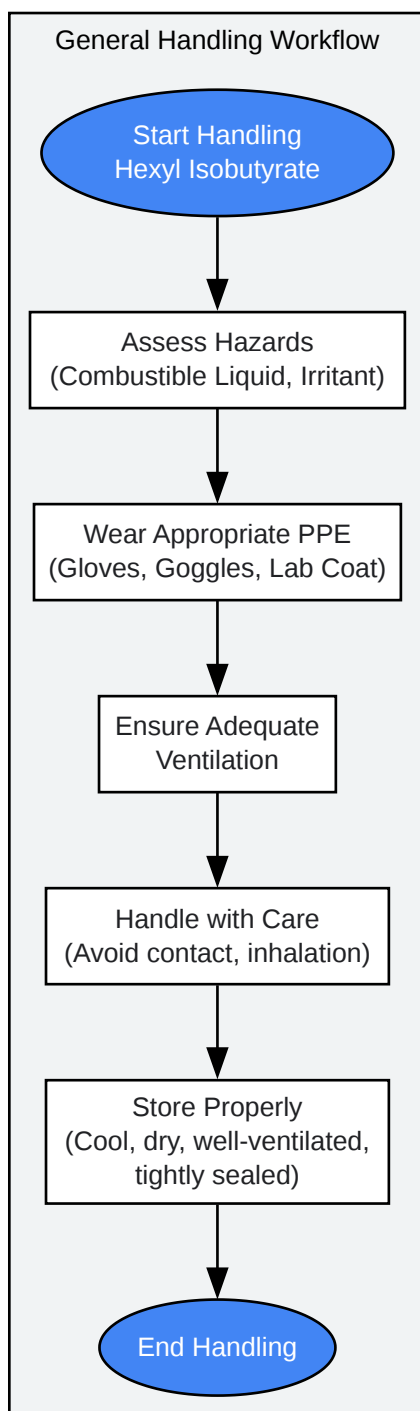 General Handling Workflow
Start Handling
Hexyl Isobutyrate
Assess Hazards
(Combustible Liquid, Irritant)
Wear Appropriate PPE
(Gloves, Goggles, Lab Coat)
Ensure Adequate
Ventilation
Handle with Care
(Avoid contact, inhalation)
Store Properly
(Cool, dry, well-ventilated,
tightly sealed)
End Handling